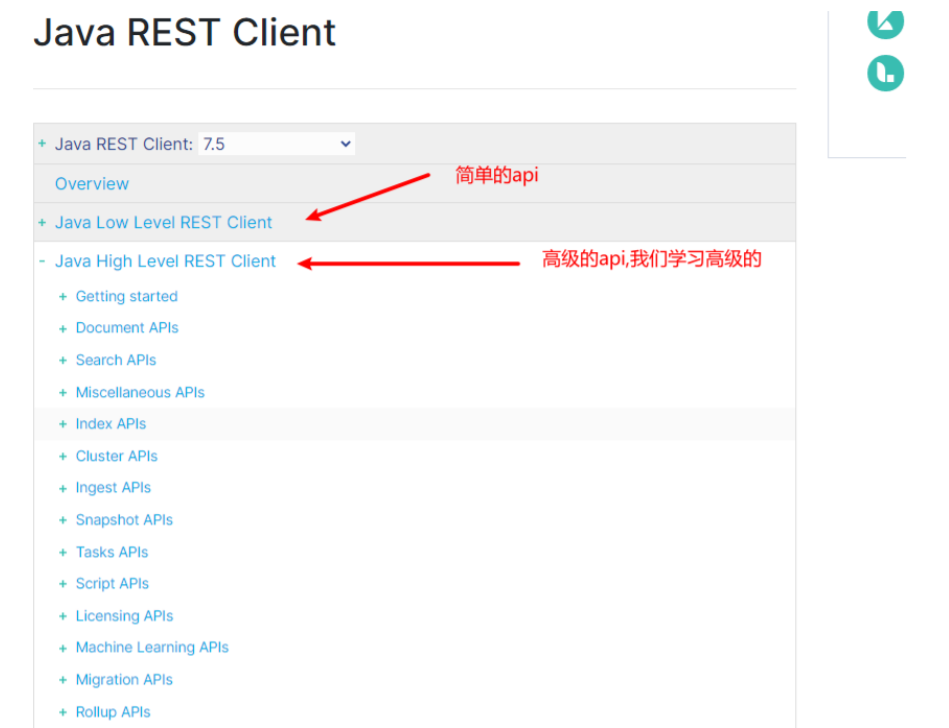 Java REST Client
+ Java REST Client: 7.5
简单的api
Overview
+ Java Low Level REST Client
- Java High Level REST Client
高级的api,我们学习高级的
+ Getting started
+ Document APIs
+ Search APIs
+ Miscellaneous APIs
+ Index APIs
+ Cluster APIs
+ Ingest APIs
+ Snapshot APIs
+ Tasks APIs
+ Script APIs
+ Licensing APIs
+ Machine Learning APIs
+ Migration APIs
+ Rollup APIs